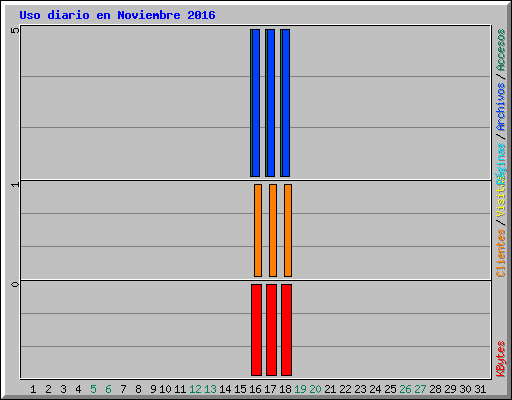 Uso diario en Noviembre 2016
5
1
0
Clientes / Visitas
Páginas / Archivos / Accesos
KBytes
1 2 3 4 5 6 7 8 9 10 11 12 13 14 15 16 17 18 19 20 21 22 23 24 25 26 27 28 29 30 31